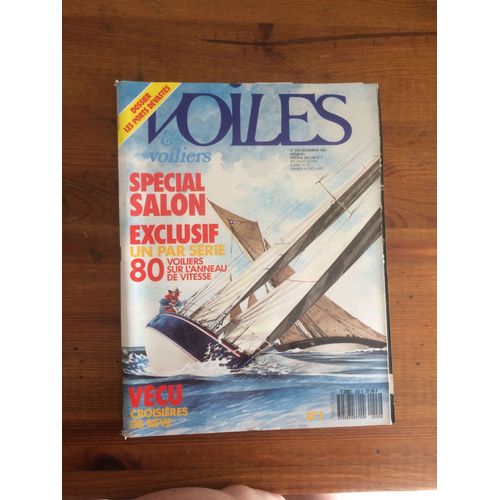 DOSSIER
LES PORTS DÉVASTÉS
VOILES
& voiliers
SPÉCIAL
SALON
EXCLUSIF
UN PAR SÉRIE
80 VOILIERS
SUR L'ANNEAU
DE VITESSE
VÉCU
CROISIÈRES
DE RÊVE